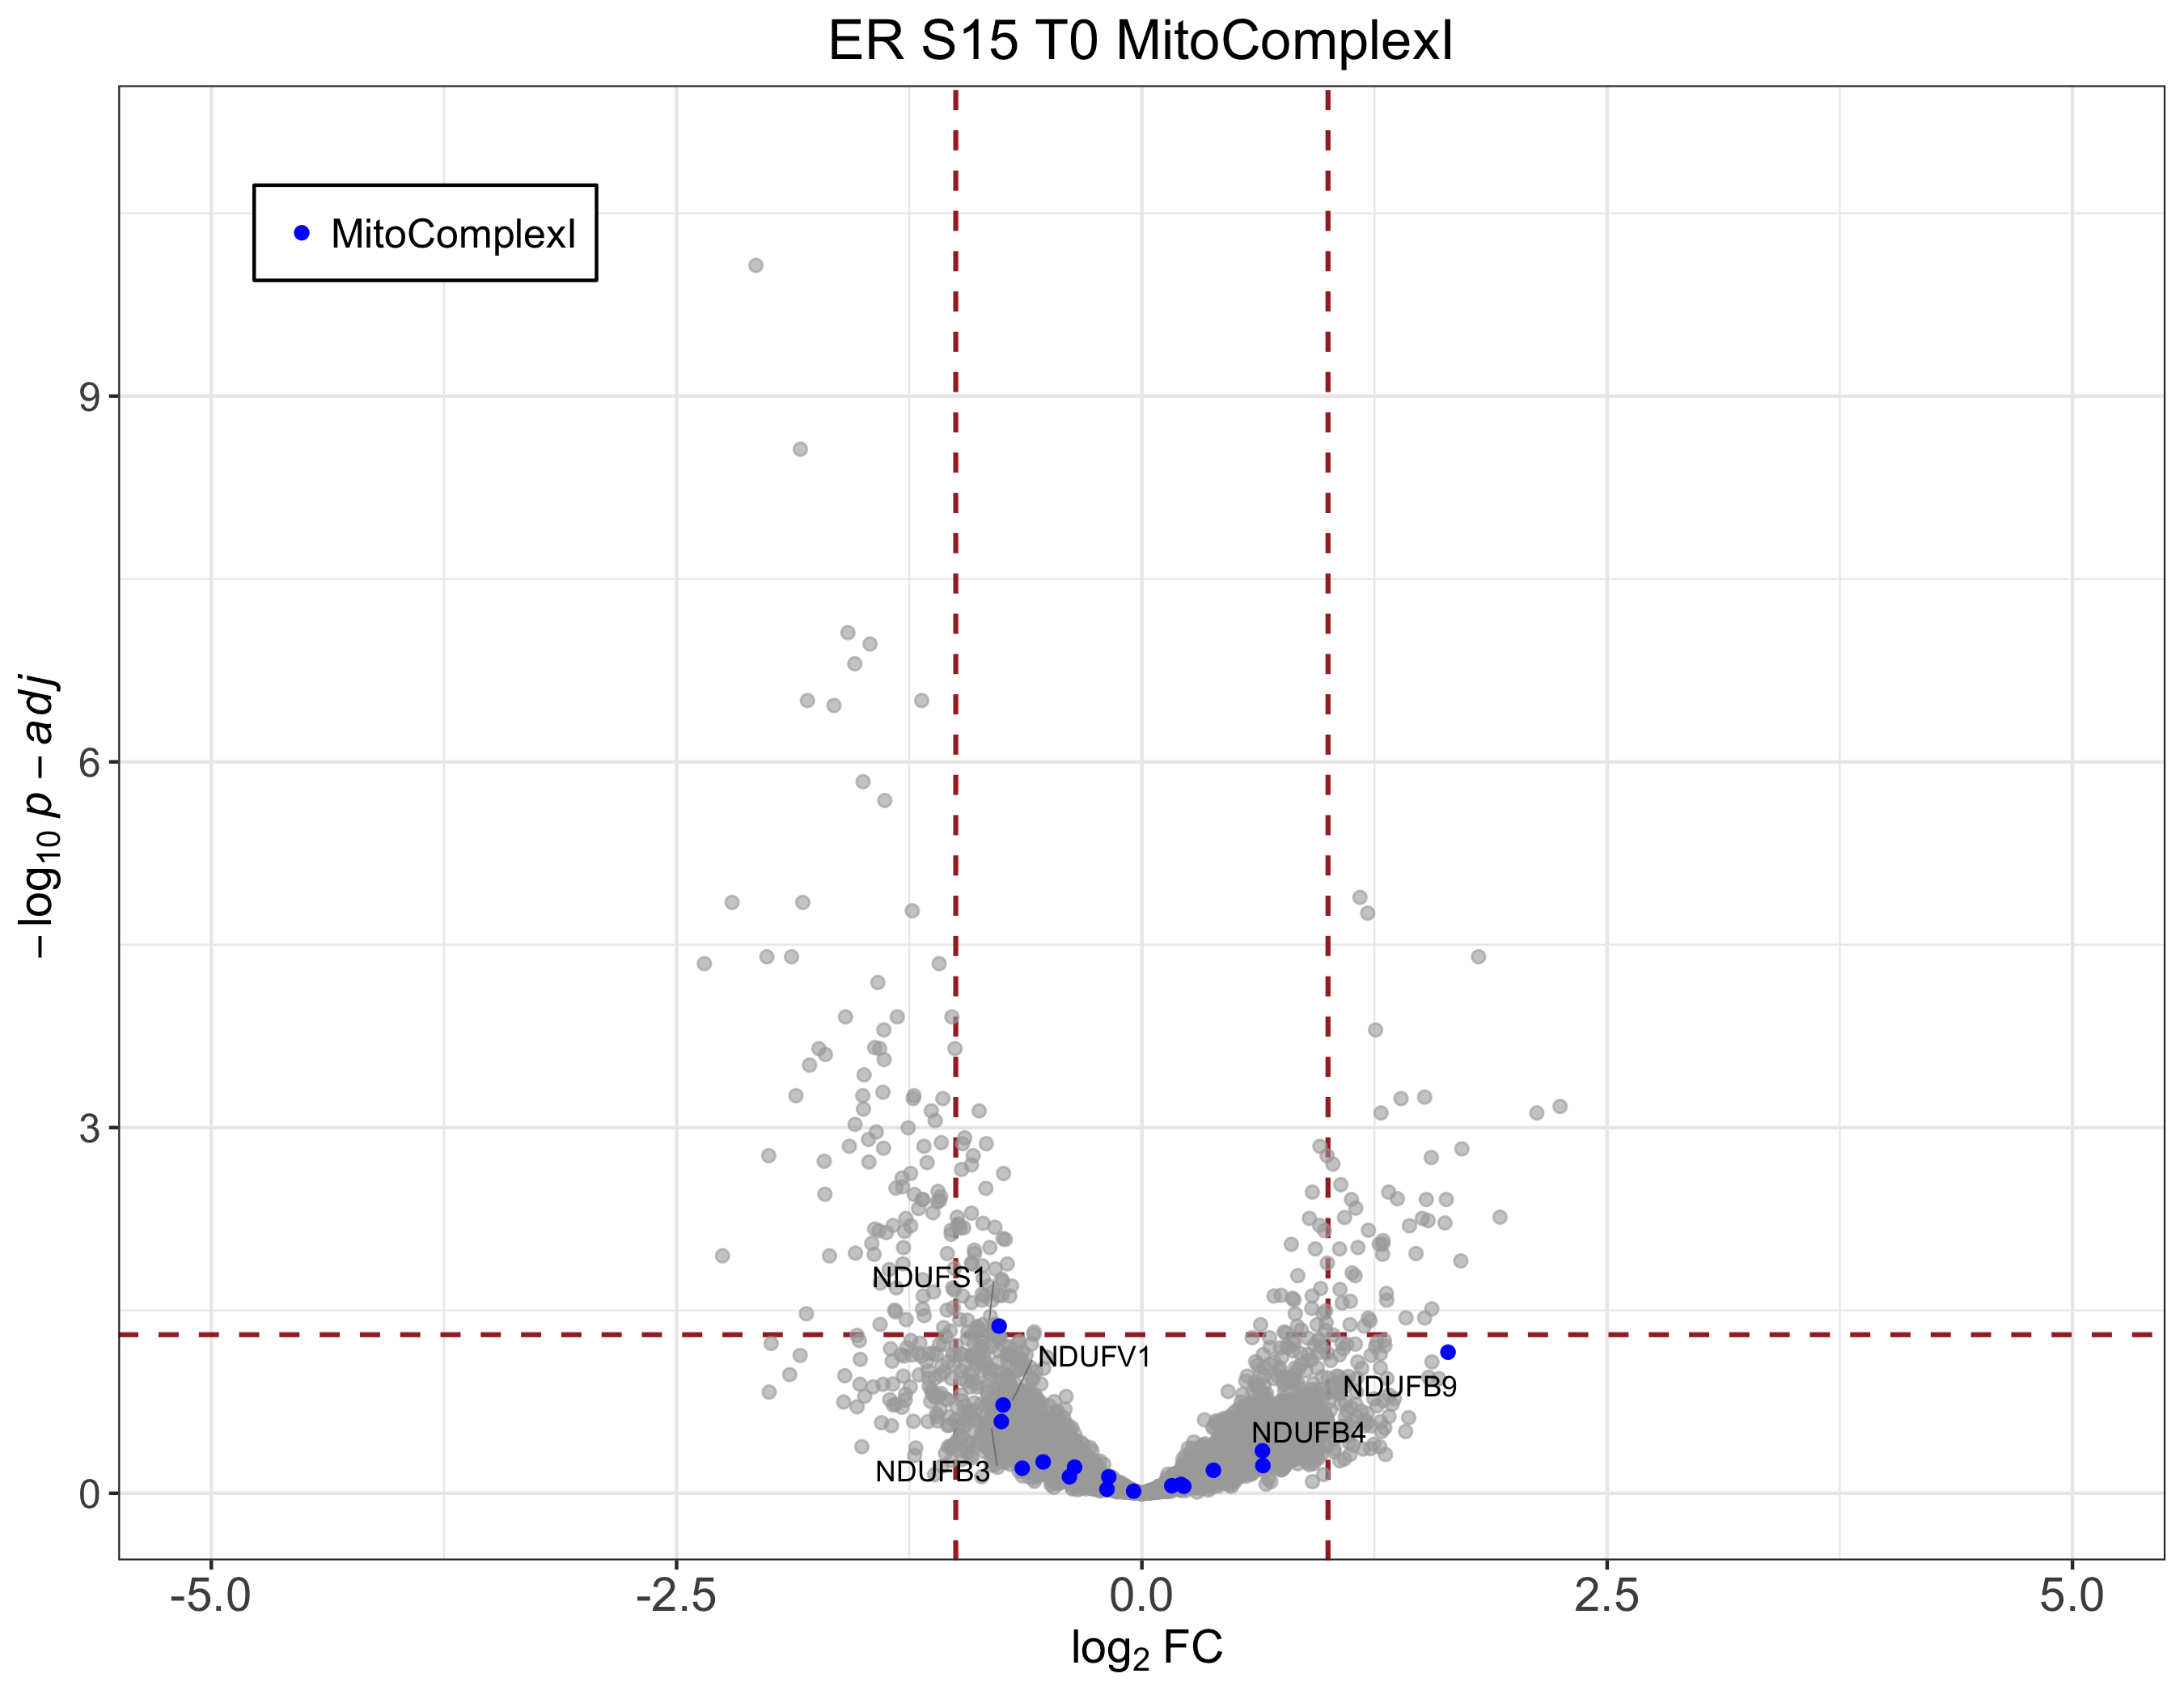 ER S15 T0 MitoComplexI
MitoComplexI
9
6
3
0
−log10 p − adj
NDUFS1
NDUFV1
NDUFB9
NDUFB4
NDUFB3
-5.0 -2.5 0.0 2.5 5.0
log2 FC